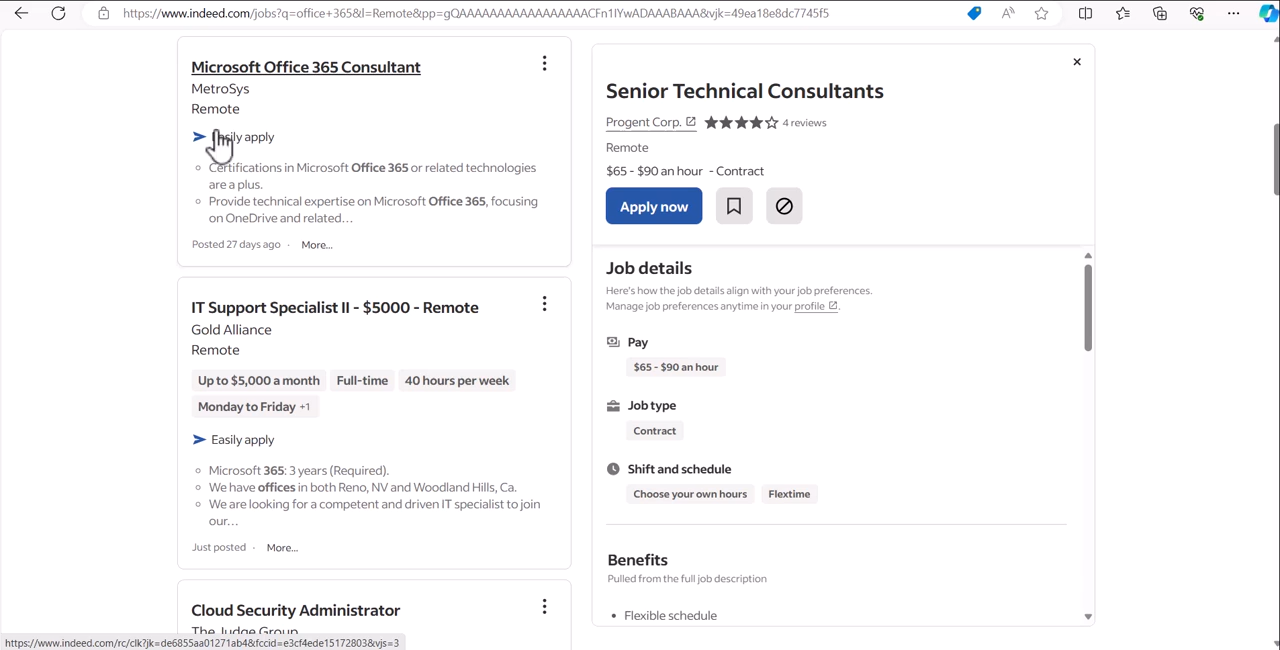 https://www.indeed.com/jobs?q=office+365&l=Remote&pp=gQAAAAAAAAAAAAAAAAACFn1IYwADAAABAAA&vjk=49ea18e8dc7745f5
Microsoft Office 365 Consultant
MetroSys
Remote
Easily apply
Certifications in Microsoft Office 365 or related technologies
are a plus.
Provide technical expertise on Microsoft Office 365, focusing
on OneDrive and related…
Posted 27 days ago · More...
IT Support Specialist II - $5000 - Remote
Gold Alliance
Remote
Up to $5,000 a month Full-time 40 hours per week
Monday to Friday +1
Easily apply
Microsoft 365: 3 years (Required).
We have offices in both Reno, NV and Woodland Hills, Ca.
We are looking for a competent and driven IT specialist to join
our…
Just posted · More...
Cloud Security Administrator
The Judge Group
https://www.indeed.com/rc/clk?jk=de6855aa01271ab4&fccid=e3cf4ede15172803&vjs=3
Senior Technical Consultants
Progent Corp. 4 reviews
Remote
$65 - $90 an hour - Contract
Apply now
Job details
Here's how the job details align with your job preferences.
Manage job preferences anytime in your profile.
Pay
$65 - $90 an hour
Job type
Contract
Shift and schedule
Choose your own hours Flextime
Benefits
Pulled from the full job description
• Flexible schedule